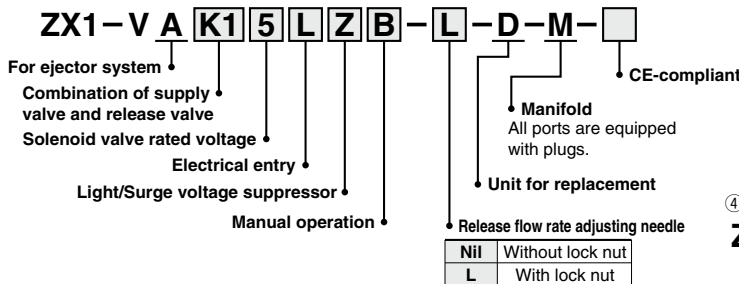 ZX1-V A K1 5 L Z B - L - D - M -
For ejector system
CE-compliant
Combination of supply
valve and release valve
Manifold
All ports are equipped
with plugs.
Solenoid valve rated voltage
Electrical entry
Unit for replacement
Light/Surge voltage suppressor
④
Manual operation
Release flow rate adjusting needle
Nil Without lock nut
L With lock nut